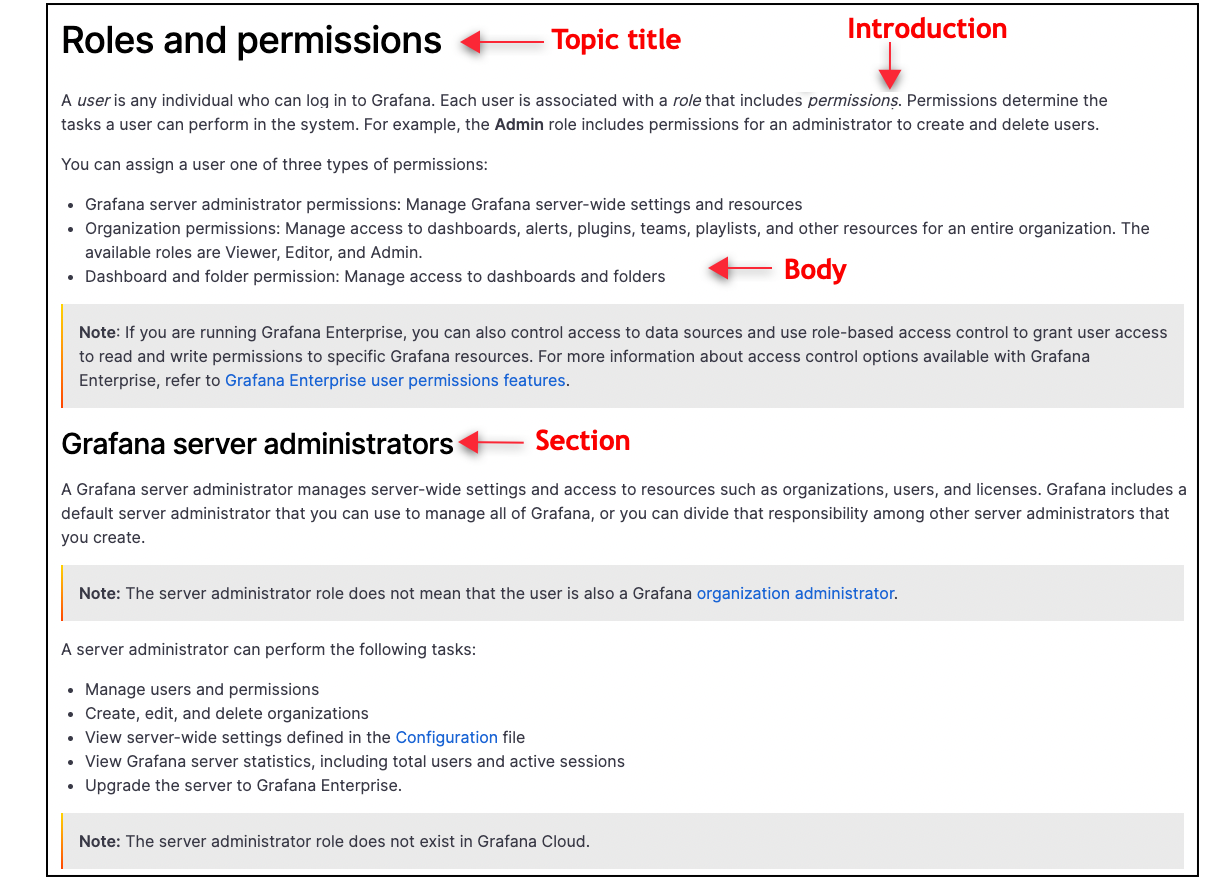 Roles and permissions
Topic title
Introduction
A user is any individual who can log in to Grafana. Each user is associated with a role that includes permissions. Permissions determine the
tasks a user can perform in the system. For example, the Admin role includes permissions for an administrator to create and delete users.
You can assign a user one of three types of permissions:
• Grafana server administrator permissions: Manage Grafana server-wide settings and resources
• Organization permissions: Manage access to dashboards, alerts, plugins, teams, playlists, and other resources for an entire organization. The
available roles are Viewer, Editor, and Admin.
• Dashboard and folder permission: Manage access to dashboards and folders
Body
Note: If you are running Grafana Enterprise, you can also control access to data sources and use role-based access control to grant user access
to read and write permissions to specific Grafana resources. For more information about access control options available with Grafana
Enterprise, refer to Grafana Enterprise user permissions features.
Grafana server administrators
Section
A Grafana server administrator manages server-wide settings and access to resources such as organizations, users, and licenses. Grafana includes a
default server administrator that you can use to manage all of Grafana, or you can divide that responsibility among other server administrators that
you create.
Note: The server administrator role does not mean that the user is also a Grafana organization administrator.
A server administrator can perform the following tasks:
• Manage users and permissions
• Create, edit, and delete organizations
• View server-wide settings defined in the Configuration file
• View Grafana server statistics, including total users and active sessions
• Upgrade the server to Grafana Enterprise.
Note: The server administrator role does not exist in Grafana Cloud.